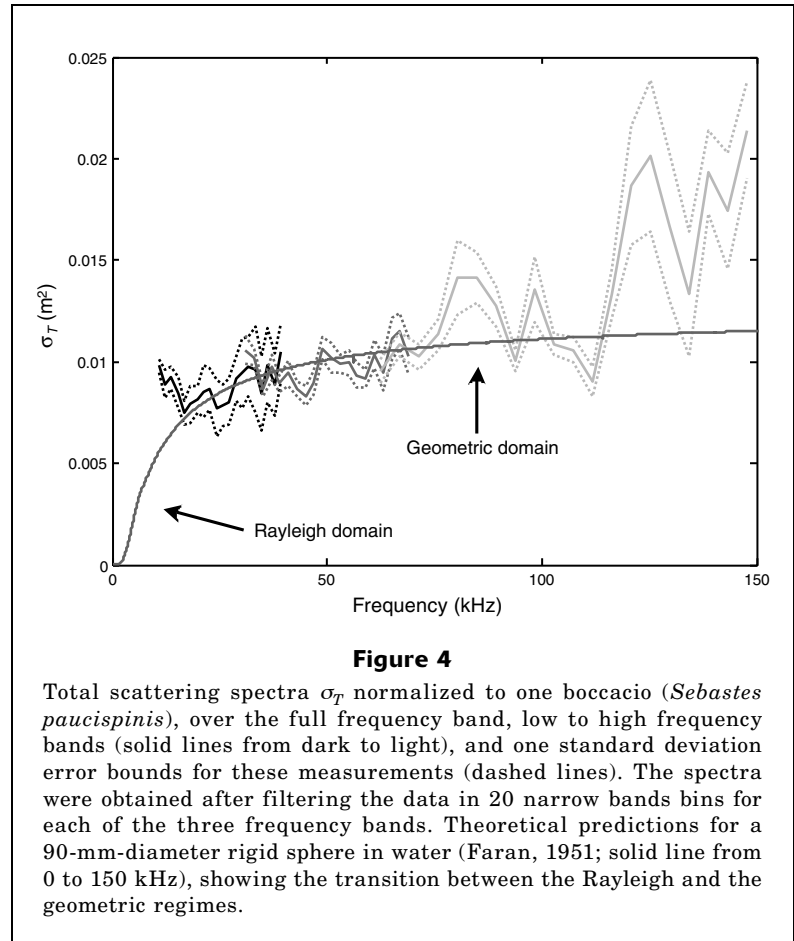 0.025
0.02
0.015
0.01
0.005
0
σT (m²)
Geometric domain
Rayleigh domain
0
50
100
150
Frequency (kHz)
Figure 4
Total scattering spectra σT normalized to one boccacio (Sebastes
paucispinis), over the full frequency band, low to high frequency
bands (solid lines from dark to light), and one standard deviation
error bounds for these measurements (dashed lines). The spectra
were obtained after filtering the data in 20 narrow bands bins for
each of the three frequency bands. Theoretical predictions for a
90-mm-diameter rigid sphere in water (Faran, 1951; solid line from
0 to 150 kHz), showing the transition between the Rayleigh and the
geometric regimes.